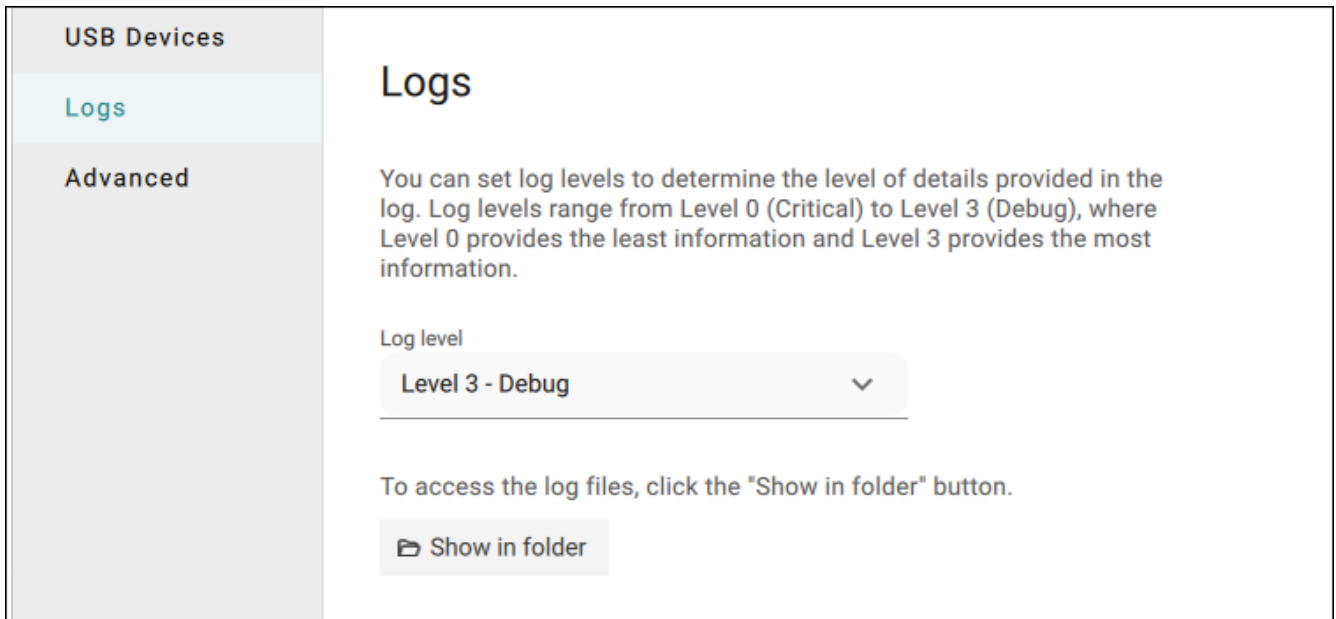 USB Devices
Logs
Advanced
Logs
You can set log levels to determine the level of details provided in the
log. Log levels range from Level 0 (Critical) to Level 3 (Debug), where
Level 0 provides the least information and Level 3 provides the most
information.
Log level
Level 3 - Debug
To access the log files, click the "Show in folder" button.
Show in folder